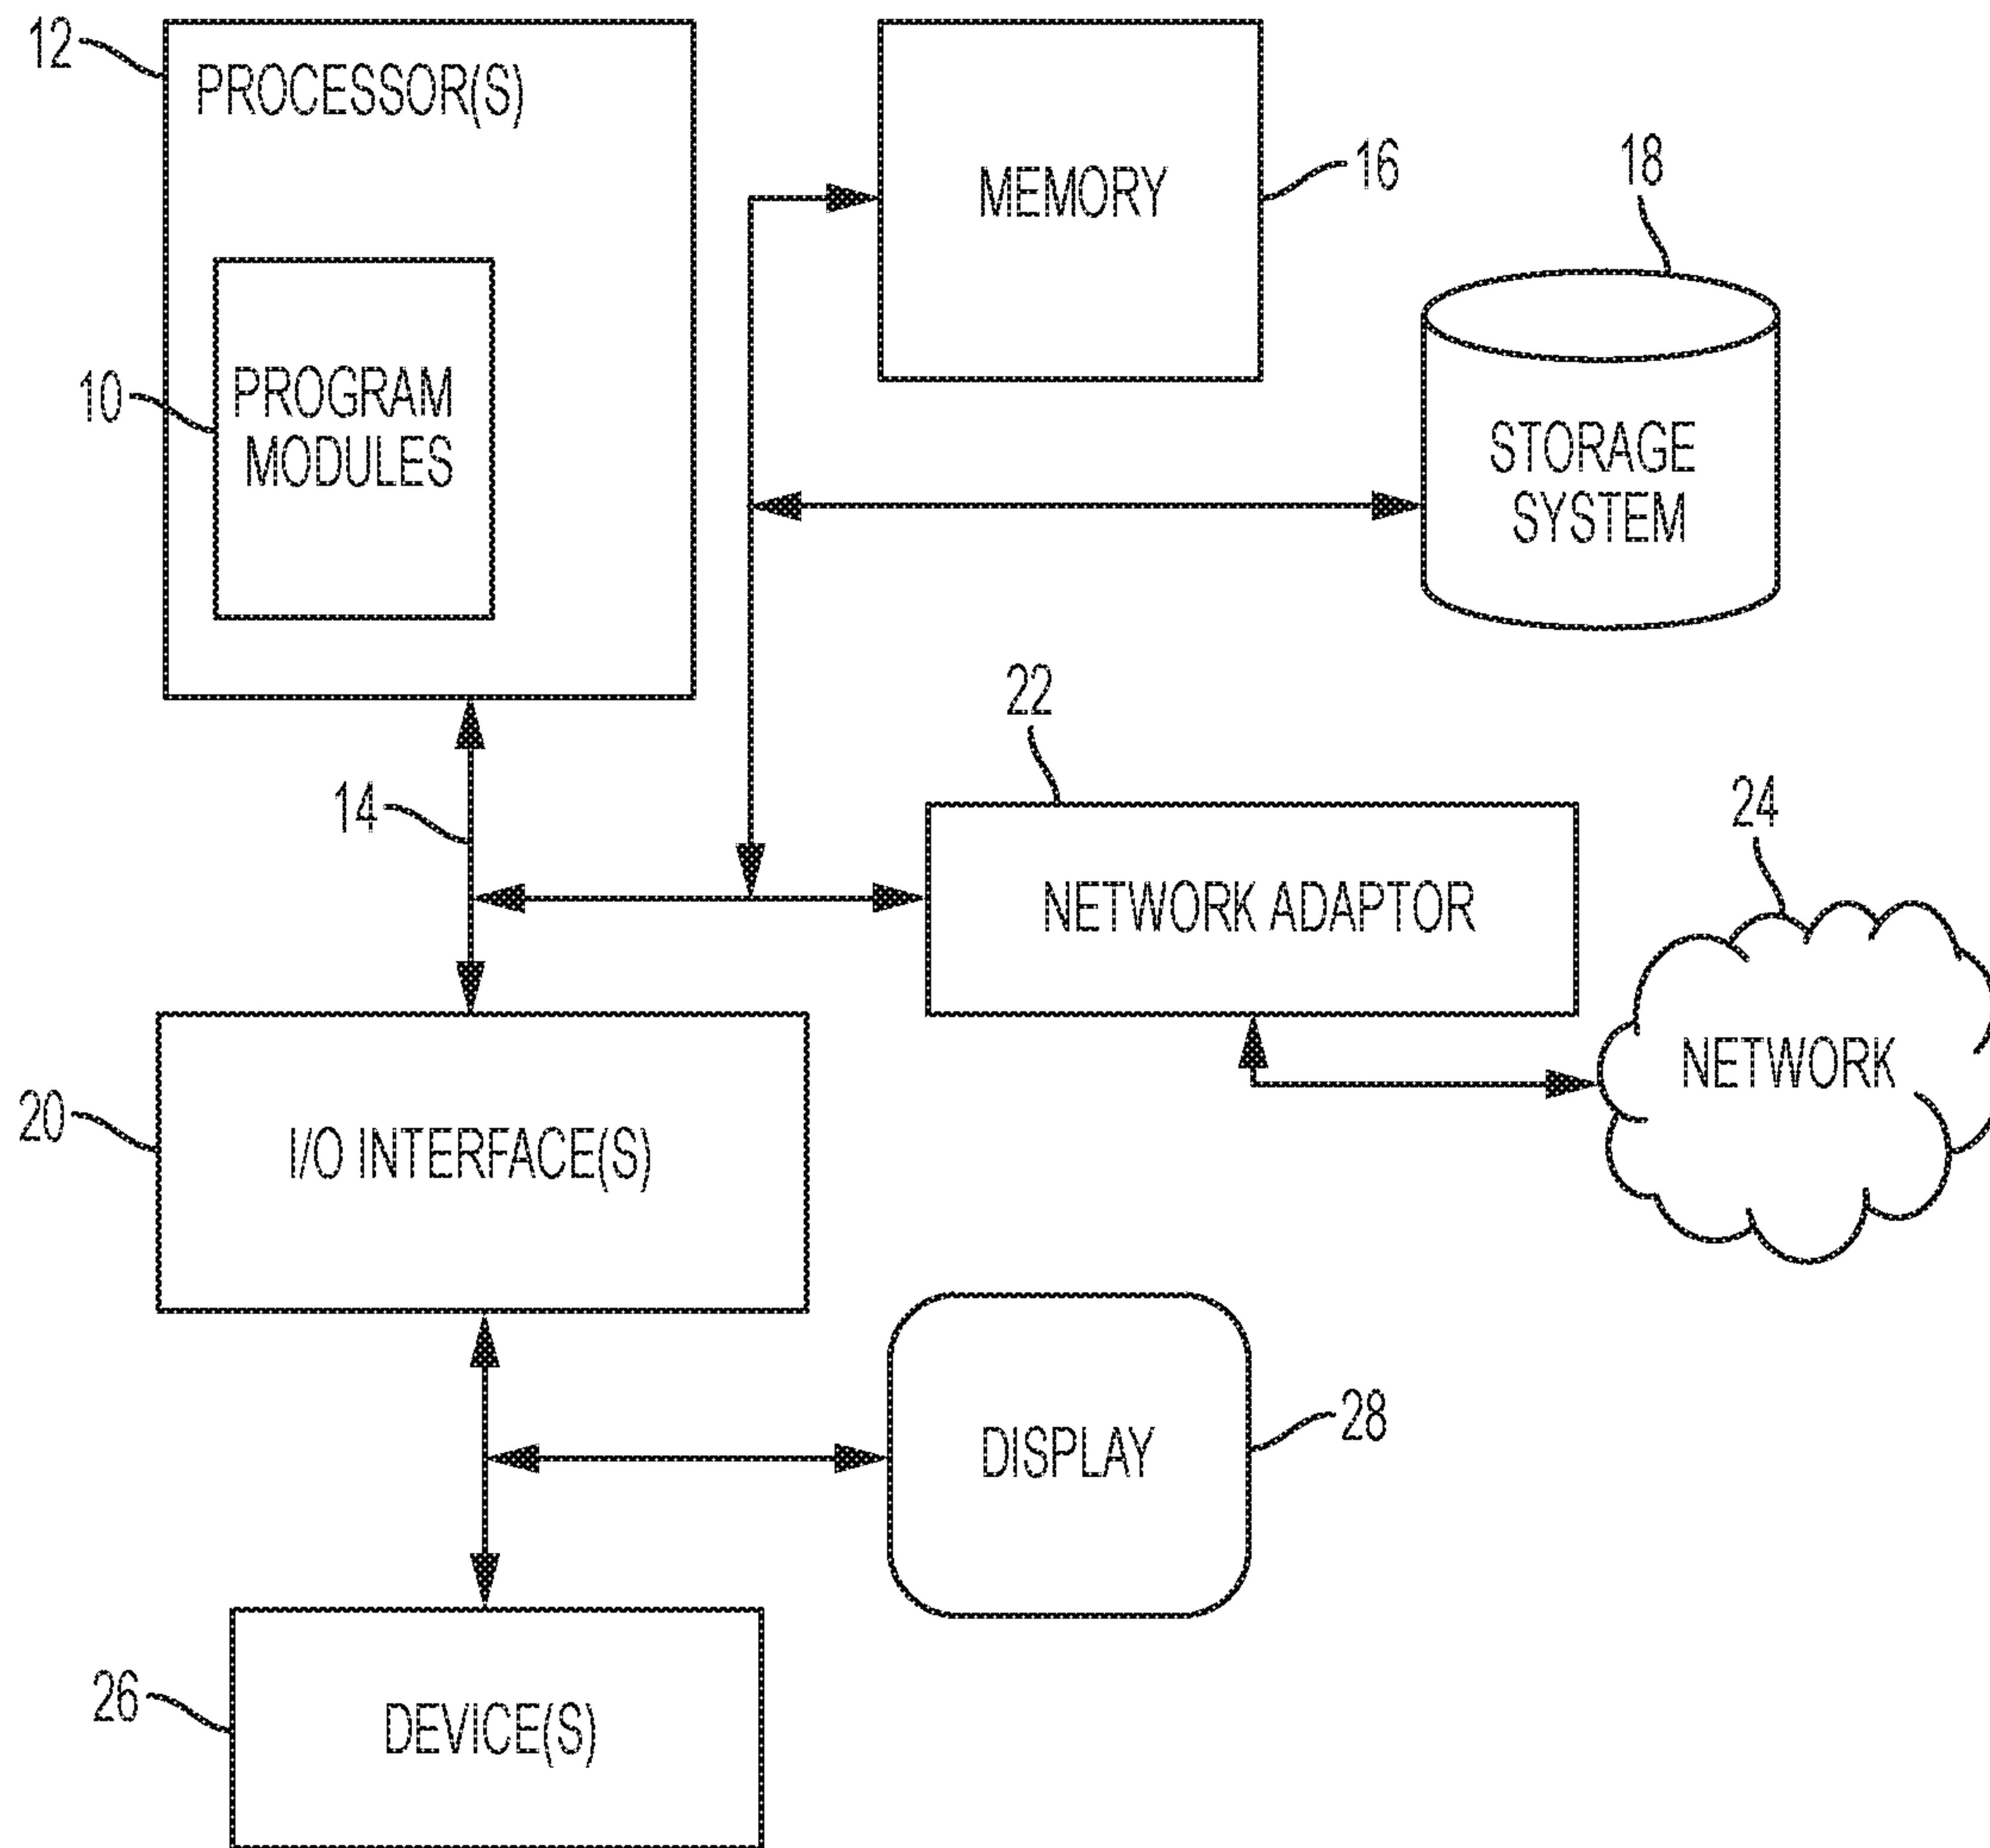 12
PROCESSOR(S)
MEMORY
16
18
10
PROGRAM
MODULES
STORAGE
SYSTEM
22
14
24
NETWORK ADAPTOR
NETWORK
20
I/O INTERFACE(S)
DISPLAY
28
26
DEVICE(S)